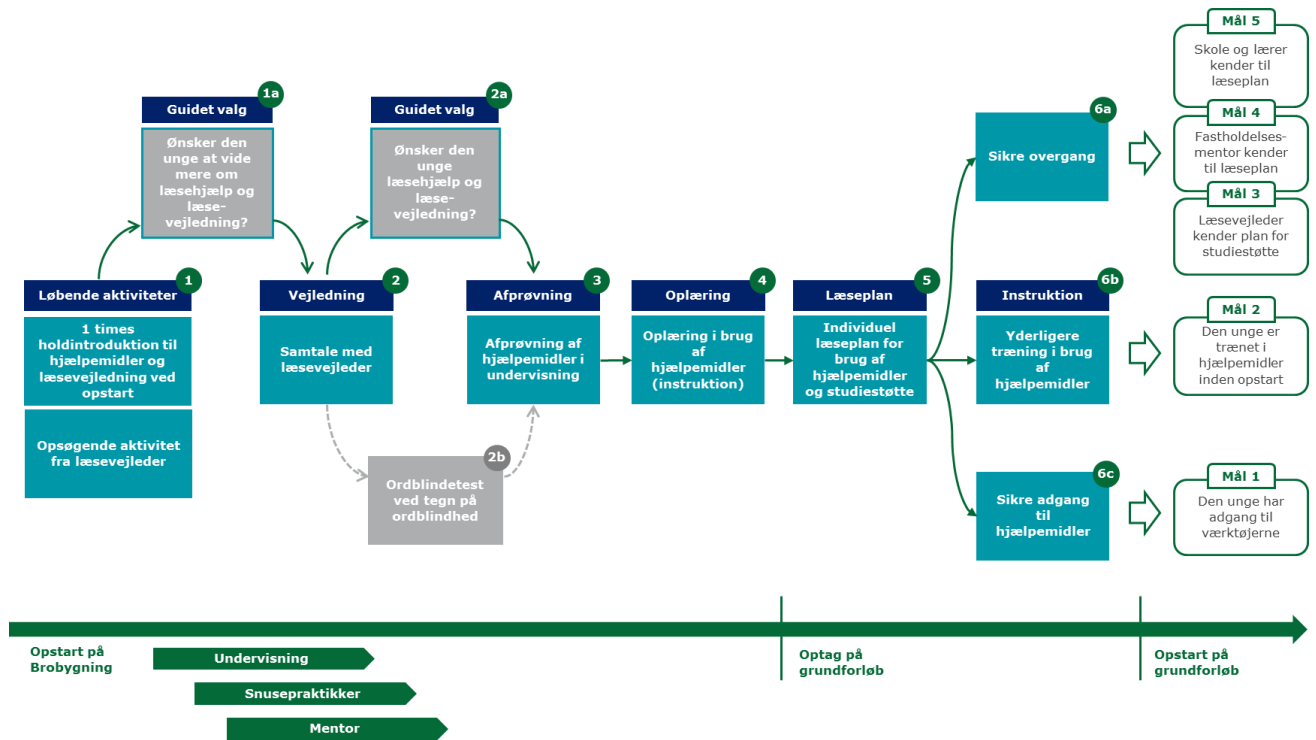 1a
Guidet valg
Ønsker den
unge at vide
mere om
læsehjælp og
læse-
vejledning?
2a
Guidet valg
Ønsker den
unge
læsehjælp og
læse-
vejledning?
1
Løbende aktiviteter
1 times
holdintroduktion til
hjælpemidler og
læsevejledning ved
opstart
Opsøgende aktivitet
fra læsevejleder
2
Vejledning
Samtale med
læsevejleder
2b
Ordblindetest
ved tegn på
ordblindhed
3
Afprøvning
Afprøvning af
hjælpemidler i
undervisning
4
Oplæring
Oplæring i brug
af
hjælpemidler
(instruktion)
5
Læseplan
Individuel
læseplan for
brug af
hjælpemidler
og studiestøtte
6a
Sikre overgang
6b
Instruktion
Yderligere
træning i brug
af
hjælpemidler
6c
Sikre adgang
til
hjælpemidler
Mål 5
Skole og lærer
kender til
læseplan
Mål 4
Fastholdelses-
mentor kender
til læseplan
Mål 3
Læsevejleder
kender plan for
studiestøtte
Mål 2
Den unge er
trænet i
hjælpemidler
inden opstart
Mål 1
Den unge har
adgang til
værktøjerne
Opstart på
Brobygning
Undervisning
Snusepraktikker
Mentor
Optag på
grundforløb
Opstart på
grundforløb